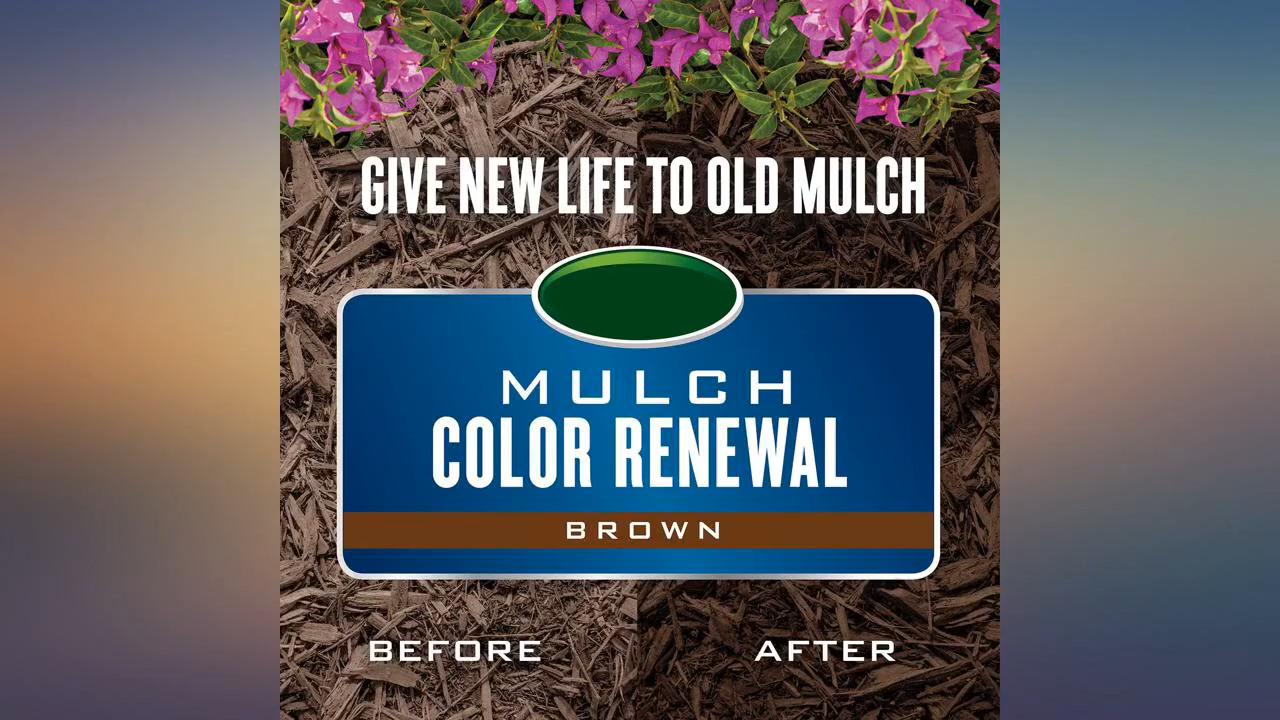 GIVE NEW LIFE TO OLD MULCH
MULCH
COLOR RENEWAL
BROWN
BEFORE AFTER